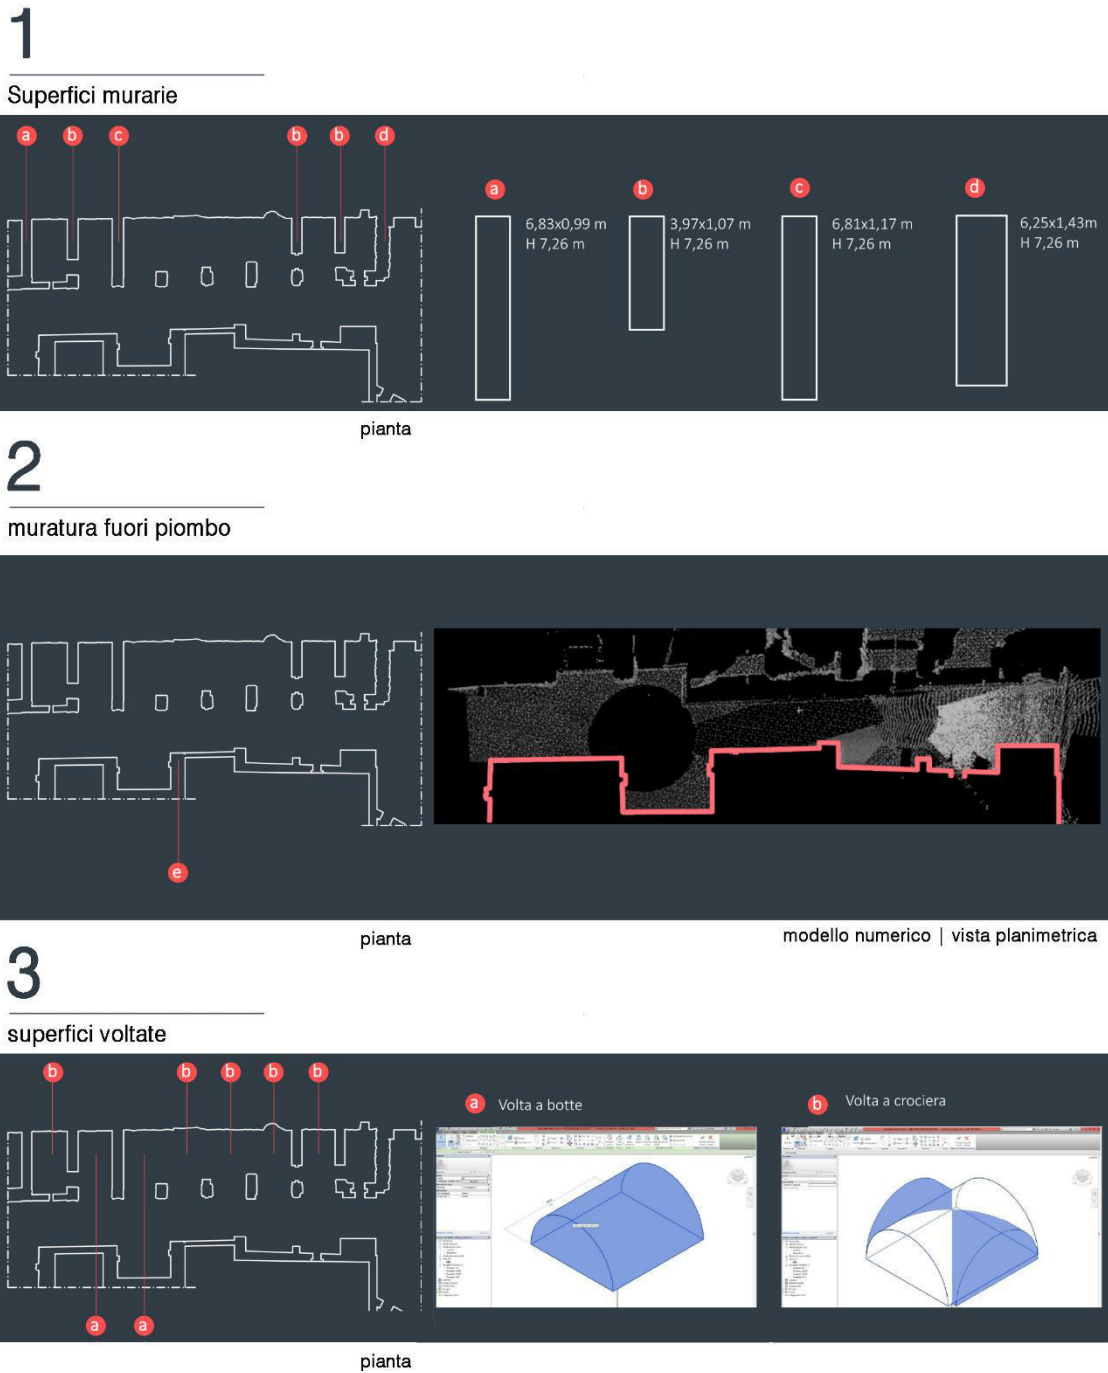 1
Superfici murarie
a b c b b d
a b c d
6,83x0,99 m
H 7,26 m
3,97x1,07 m
H 7,26 m
6,81x1,17 m
H 7,26 m
6,25x1,43m
H 7,26 m
pianta
2
muratura fuori piombo
e
pianta
modello numerico | vista planimetrica
3
superfici voltate
b b b b b
a Volta a botte
b Volta a crociera
a a
pianta